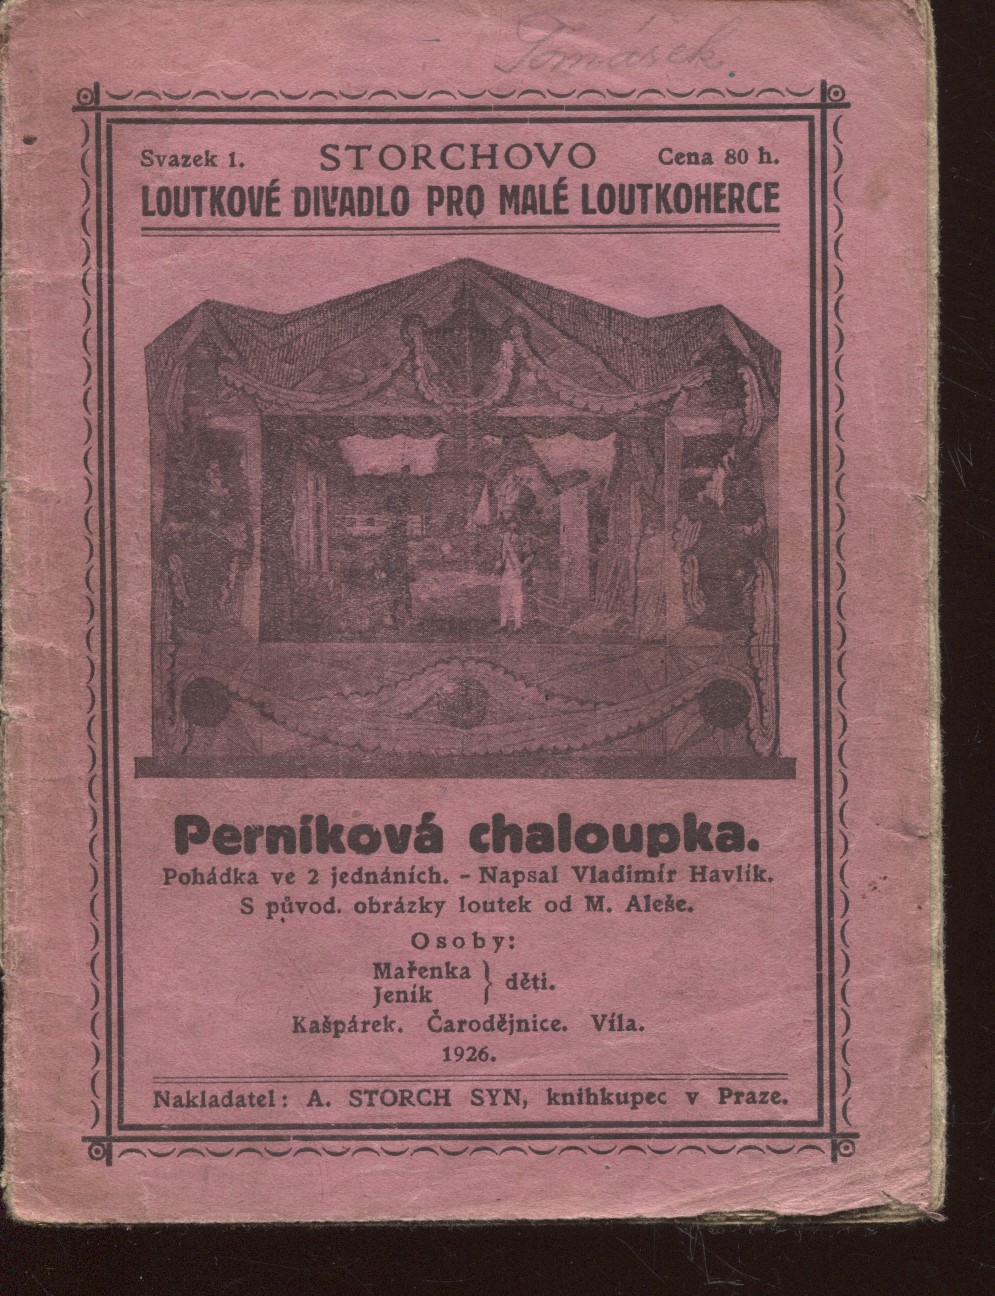 Tomášek
Svazek 1. STORCHOVO Cena 80 h.
LOUTKOVÉ DIVADLO PRO MALÉ LOUTKOHERCE
Perníková chaloupka.
Pohádka ve 2 jednáních. - Napsal Vladimír Havlík.
S původ. obrázky loutek od M. Aleše.
Osoby:
Mařenka
Jeník } děti.
Kašpárek. Čarodějnice. Víla.
1926.
Nakladatel: A. STORCH SYN, knihkupec v Praze.